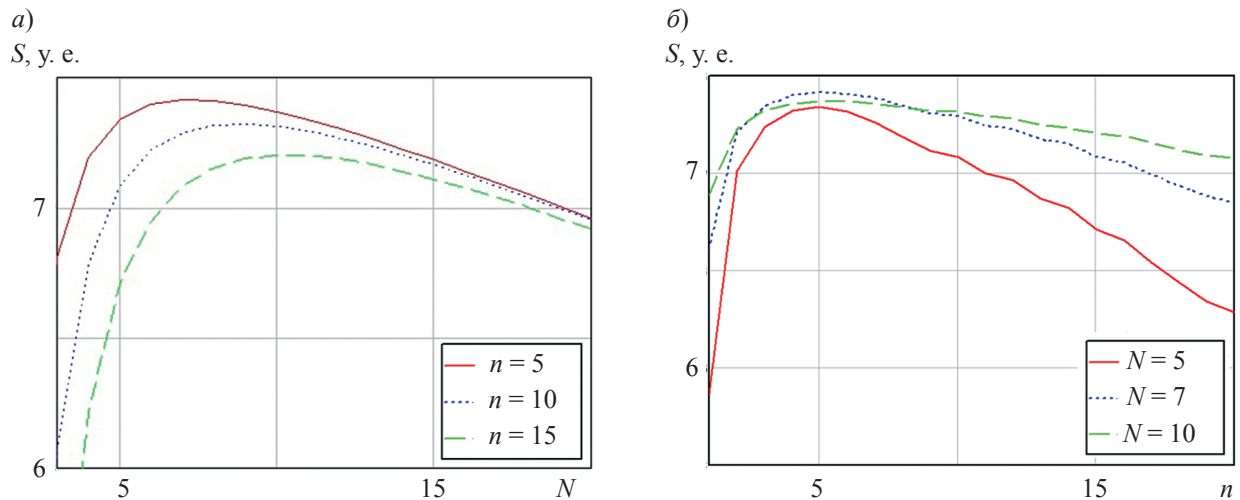 а)
S, у. е.
7
6
5
15
N
n = 5
n = 10
n = 15
б)
S, у. е.
7
6
5
15
n
N = 5
N = 7
N = 10